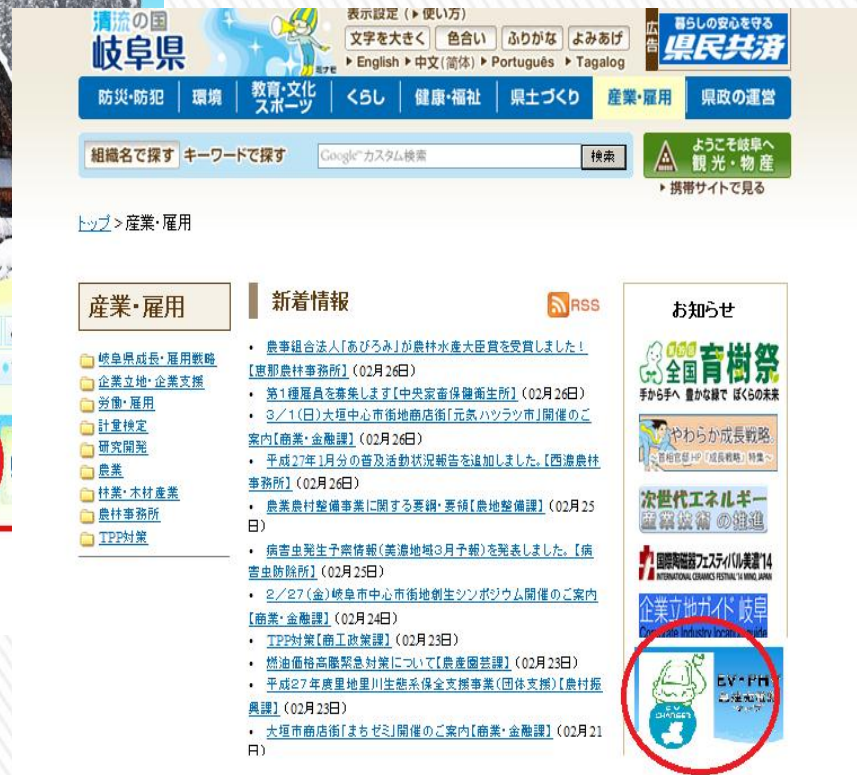 清流の国
岐阜県
ミナモ
表示設定(▶使い方)
文字を大きく 色合い ふりがな よみあげ
▶English ▶中文(简体) ▶Português ▶Tagalog
広告
暮らしの安心を守る
県民共済
防災・防犯 環境 教育・文化 スポーツ くらし 健康・福祉 県土づくり 産業・雇用 県政の運営
組織名で探す キーワードで探す Google™カスタム検索 検索
ようこそ岐阜へ
観光・物産
▶携帯サイトで見る
トップ>産業・雇用
産業・雇用
岐阜県成長・雇用戦略
企業立地・企業支援
労働・雇用
計量検定
研究開発
農業
林業・木材産業
農林事務所
TPP対策
新着情報
RSS
• 農事組合法人「あびろみ」が農林水産大臣賞を受賞しました!
【恵那農林事務所】(02月26日)
• 第1種雇員を募集します【中央家畜保健衛生所】(02月26日)
• 3/1(日)大垣中心市街地商店街「元気ハツラツ市」開催のご
案内【商業・金融課】(02月26日)
• 平成27年1月分の普及活動状況報告を追加しました。【西濃農林
事務所】(02月26日)
• 農業農村整備事業に関する要綱・要領【農地整備課】(02月25
日)
• 病害虫発生予察情報(美濃地域3月予報)を発表しました。【病
害虫防除所】(02月25日)
• 2/27(金)岐阜市中心市街地創生シンポジウム開催のご案内
【商業・金融課】(02月24日)
• TPP対策【商工政策課】(02月23日)
• 燃油価格高騰緊急対策について【農産園芸課】(02月23日)
• 平成27年度里地里川生態系保全支援事業(団体支援)【農村振
興課】(02月23日)
• 大垣市商店街「まちゼミ」開催のご案内【商業・金融課】(02月21
日)
お知らせ
全国育樹祭
手から手へ 豊かな緑で ぼくらの未来
やわらか成長戦略。
~首相官邸HP「成長戦略」特集~
次世代エネルギー
産業技術の推進
国際陶磁器フェスティバル美濃'14
INTERNATIONAL CERAMICS FESTIVAL '14 MINO, JAPAN
企業立地ガイド 岐阜
Corporate Industry location guide
EV・PHV